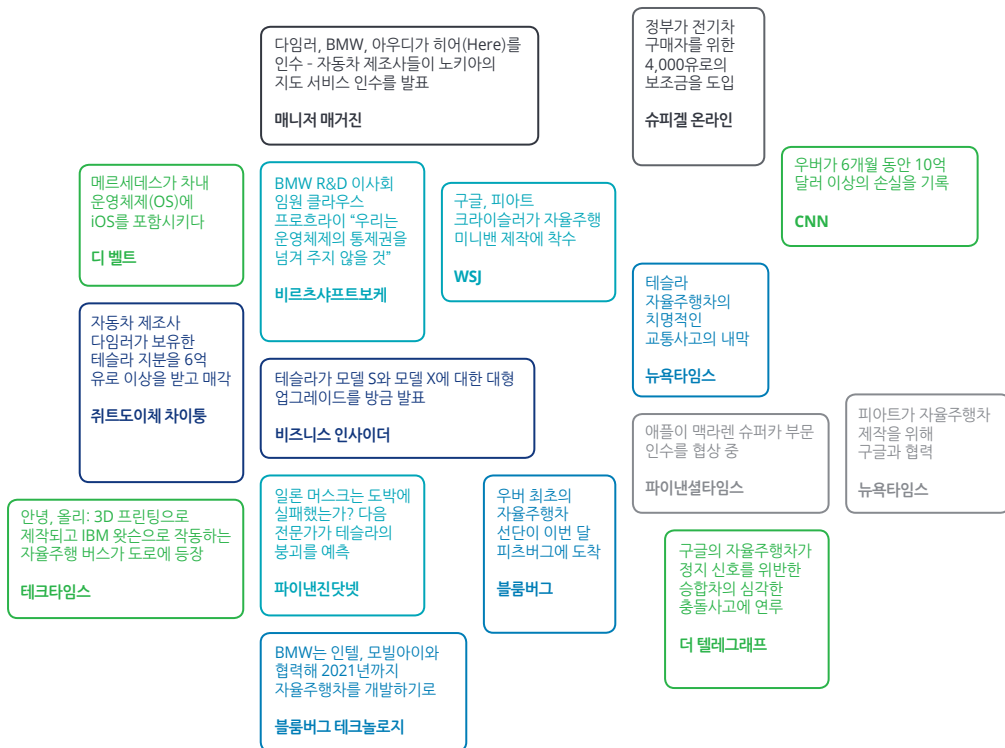 다임러, BMW, 아우디가 히어(Here)를
인수 - 자동차 제조사들이 노키아의
지도 서비스 인수를 발표
매니저 매거진
정부가 전기차
구매자를 위한
4,000유로의
보조금을 도입
슈피겔 온라인
우버가 6개월 동안 10억
달러 이상의 손실을 기록
CNN
메르세데스가 차내
운영체제(OS)에
iOS를 포함시키다
디 벨트
BMW R&D 이사회
임원 클라우스
프로흐라이 “우리는
운영체제의 통제권을
넘겨 주지 않을 것”
비르츠샤프트보케
구글, 피아트
크라이슬러가 자율주행
미니밴 제작에 착수
WSJ
테슬라
자율주행차의
치명적인
교통사고의 내막
뉴욕타임스
자동차 제조사
다임러가 보유한
테슬라 지분을 6억
유로 이상을 받고 매각
쥐트도이체 차이퉁
테슬라가 모델 S와 모델 X에 대한 대형
업그레이드를 방금 발표
비즈니스 인사이더
애플이 맥라렌 슈퍼카 부문
인수를 협상 중
파이낸셜타임스
피아트가 자율주행차
제작을 위해
구글과 협력
뉴욕타임스
안녕, 올리: 3D 프린팅으로
제작되고 IBM 왓슨으로 작동하는
자율주행 버스가 도로에 등장
테크타임스
일론 머스크는 도박에
실패했는가? 다음
전문가가 테슬라의
붕괴를 예측
파이낸진닷넷
우버 최초의
자율주행차
선단이 이번 달
피츠버그에 도착
블룸버그
구글의 자율주행차가
정지 신호를 위반한
승합차의 심각한
충돌사고에 연루
더 텔레그래프
BMW는 인텔, 모빌아이와
협력해 2021년까지
자율주행차를 개발하기로
블룸버그 테크놀로지